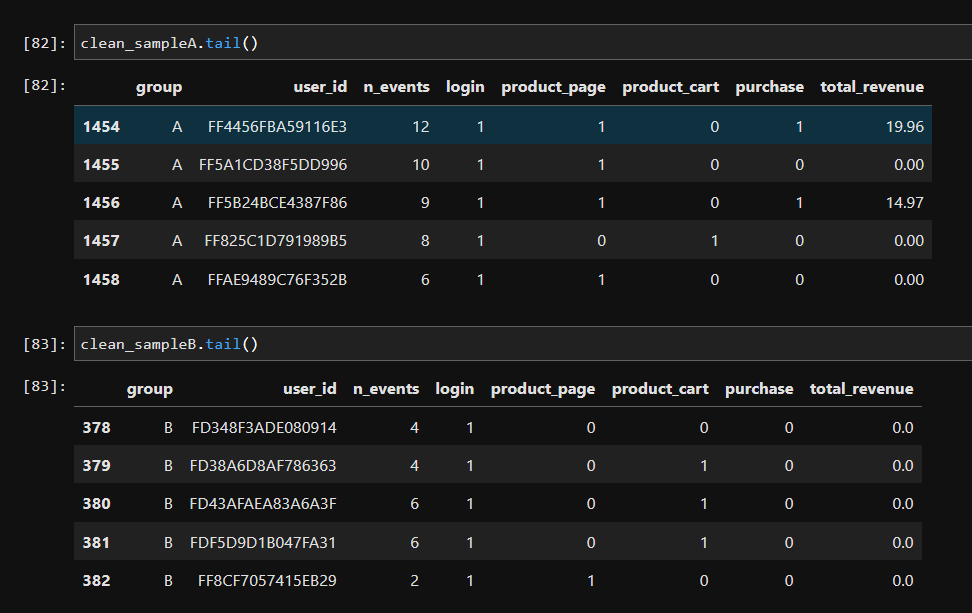 [82]: clean_sampleA.tail()
[82]: group user_id n_events login product_page product_cart purchase total_revenue
1454 A FF4456FBA59116E3 12 1 1 0 1 19.96
1455 A FF5A1CD38F5DD996 10 1 1 0 0 0.00
1456 A FF5B24BCE4387F86 9 1 1 0 1 14.97
1457 A FF825C1D791989B5 8 1 0 1 0 0.00
1458 A FFAE9489C76F352B 6 1 1 0 0 0.00
[83]: clean_sampleB.tail()
[83]: group user_id n_events login product_page product_cart purchase total_revenue
378 B FD348F3ADE080914 4 1 0 0 0 0.0
379 B FD38A6D8AF786363 4 1 0 1 0 0.0
380 B FD43AFAEA83A6A3F 6 1 0 1 0 0.0
381 B FDF5D9D1B047FA31 6 1 0 1 0 0.0
382 B FF8CF7057415EB29 2 1 1 0 0 0.0